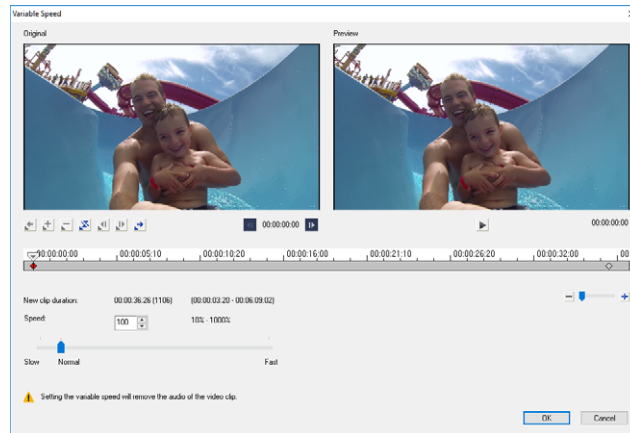 Variable Speed
Original Preview
00:00:00:00 00:00:00:00
00:00:00:00 00:00:05:10 00:00:10:20 00:00:16:00 00:00:21:10 00:00:26:20 00:00:32:00 00
New clip duration: 00:00:36.26 (1106) (00:00:03.20 - 00:06:09.02)
Speed: 100 10% - 1000%
Slow Normal Fast
Setting the variable speed will remove the audio of the video clip.
OK Cancel